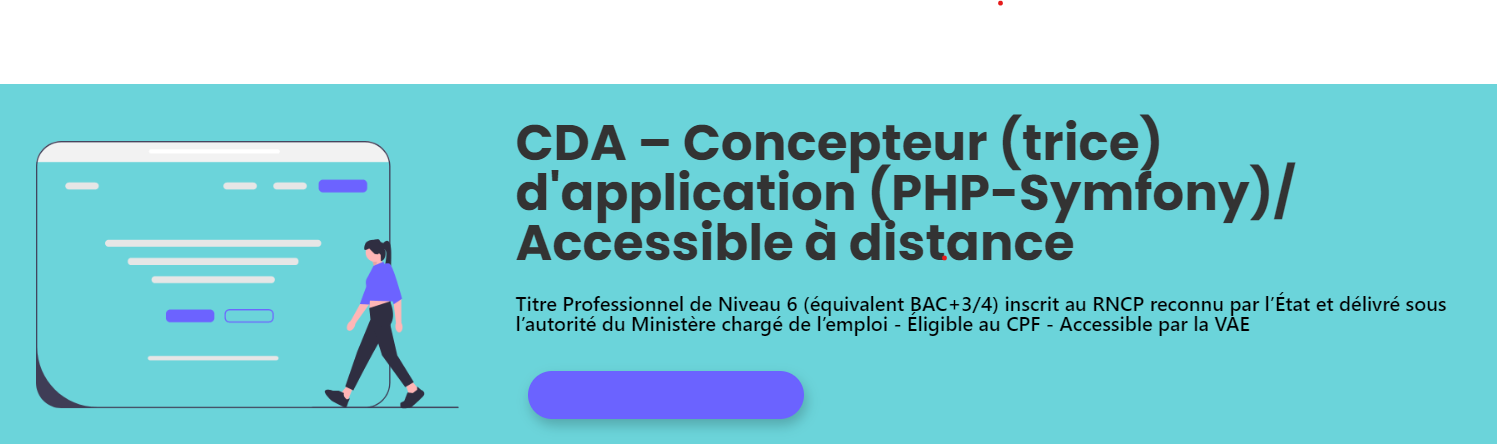 CDA – Concepteur (trice)
d'application (PHP-Symfony)/
Accessible à distance
Titre Professionnel de Niveau 6 (équivalent BAC+3/4) inscrit au RNCP reconnu par l’État et délivré sous
l’autorité du Ministère chargé de l’emploi - Éligible au CPF - Accessible par la VAE